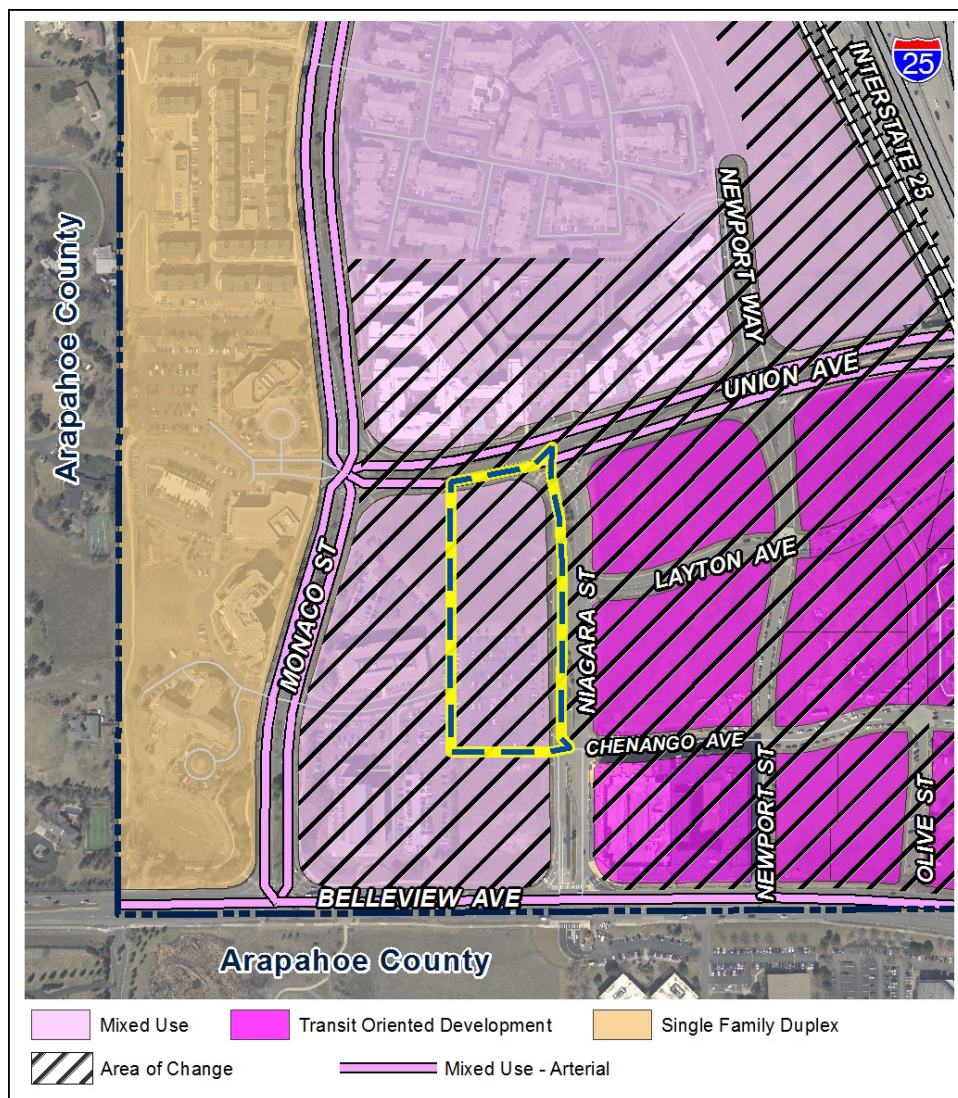 INTERSTATE 25
25
NEWPORT WAY
Arapahoe County
UNION AVE
LAYTON AVE
MONACO ST
NIAGARA ST
CHENANGO AVE
NEWPORT ST
OLIVE ST
BELLEVIEW AVE
Arapahoe County
Mixed Use
Transit Oriented Development
Single Family Duplex
Area of Change
Mixed Use - Arterial